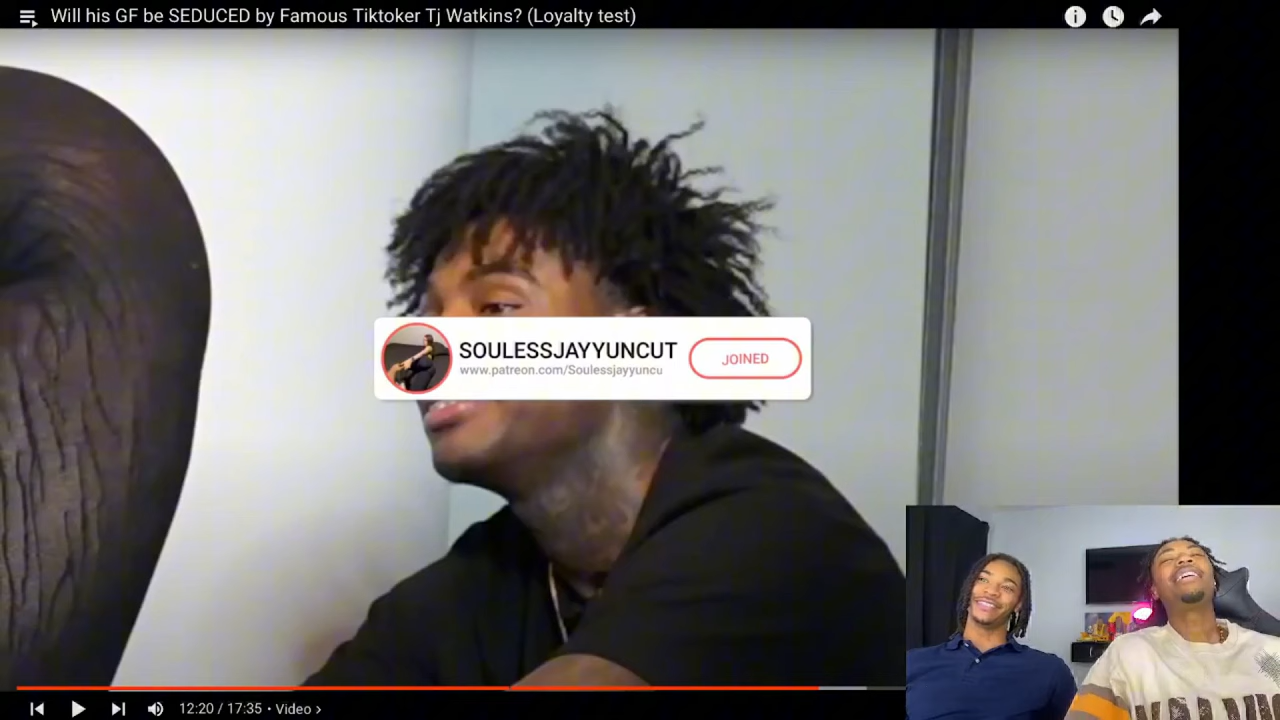 Will his GF be SEDUCED by Famous Tiktoker Tj Watkins? (Loyalty test)
SOULESSJAYYUNCUT
www.patreon.com/Soulessjayyuncu
JOINED
12:20 / 17:35 • Video >